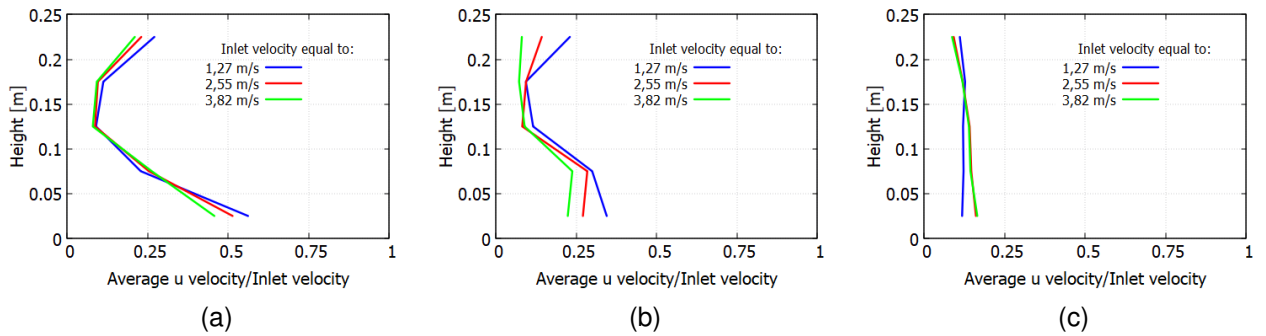 0.25
0.2
0.15
0.1
0.05
0
Height [m]
Inlet velocity equal to:
1,27 m/s
2,55 m/s
3,82 m/s
0 0.25 0.5 0.75 1
Average u velocity/Inlet velocity
(a)
0.25
0.2
0.15
0.1
0.05
0
Height [m]
Inlet velocity equal to:
1,27 m/s
2,55 m/s
3,82 m/s
0 0.25 0.5 0.75 1
Average u velocity/Inlet velocity
(b)
0.25
0.2
0.15
0.1
0.05
0
Height [m]
Inlet velocity equal to:
1,27 m/s
2,55 m/s
3,82 m/s
0 0.25 0.5 0.75 1
Average u velocity/Inlet velocity
(c)